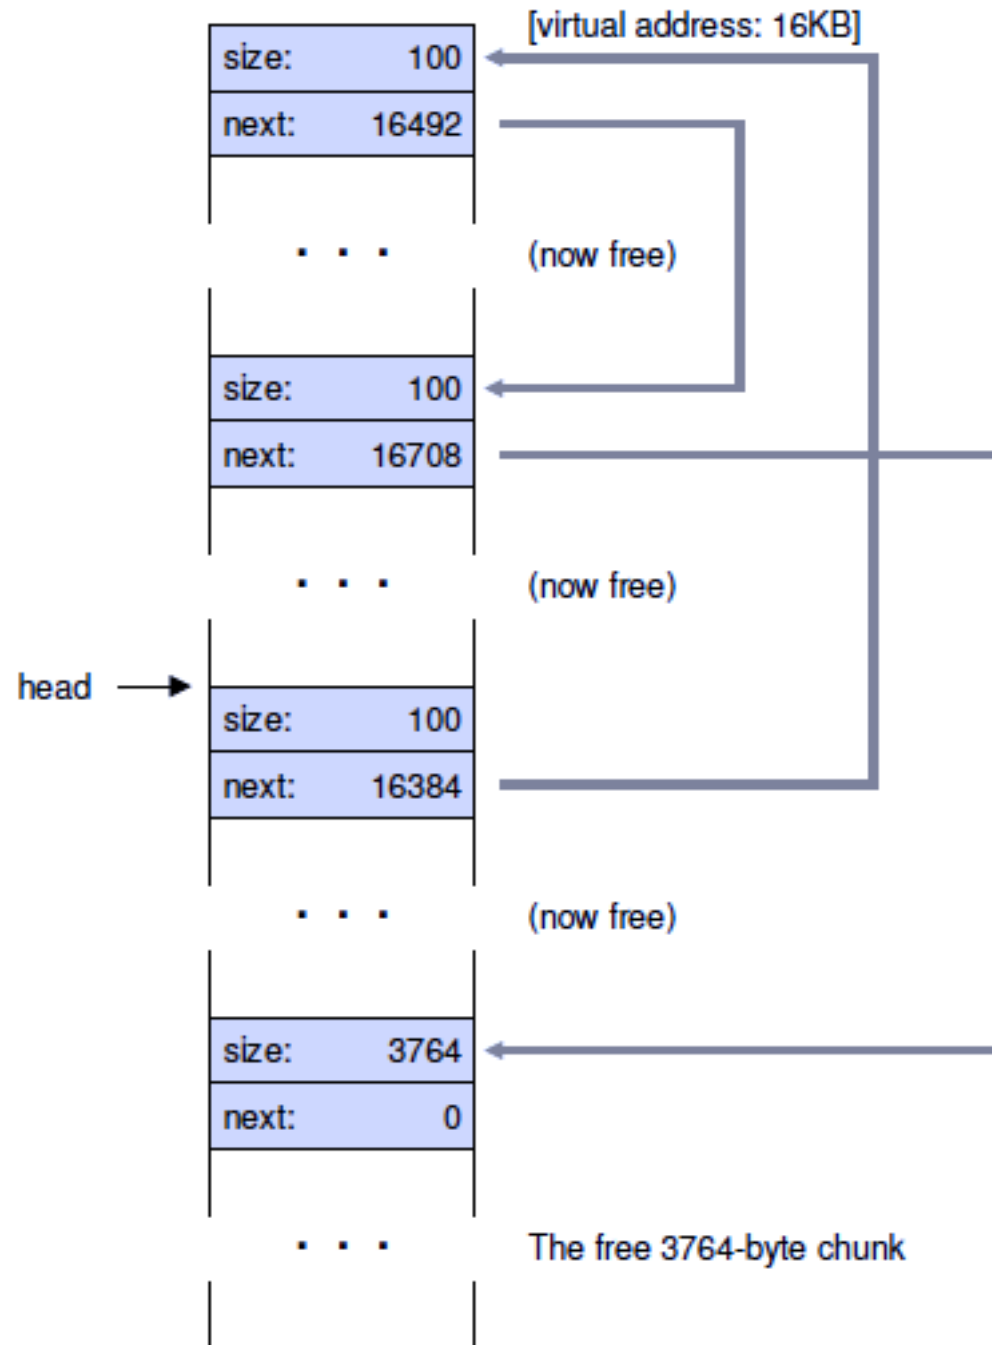 [virtual address: 16KB]
size: 100
next: 16492
. . .
(now free)
size: 100
next: 16708
. . .
(now free)
head
size: 100
next: 16384
. . .
(now free)
size: 3764
next: 0
. . .
The free 3764-byte chunk